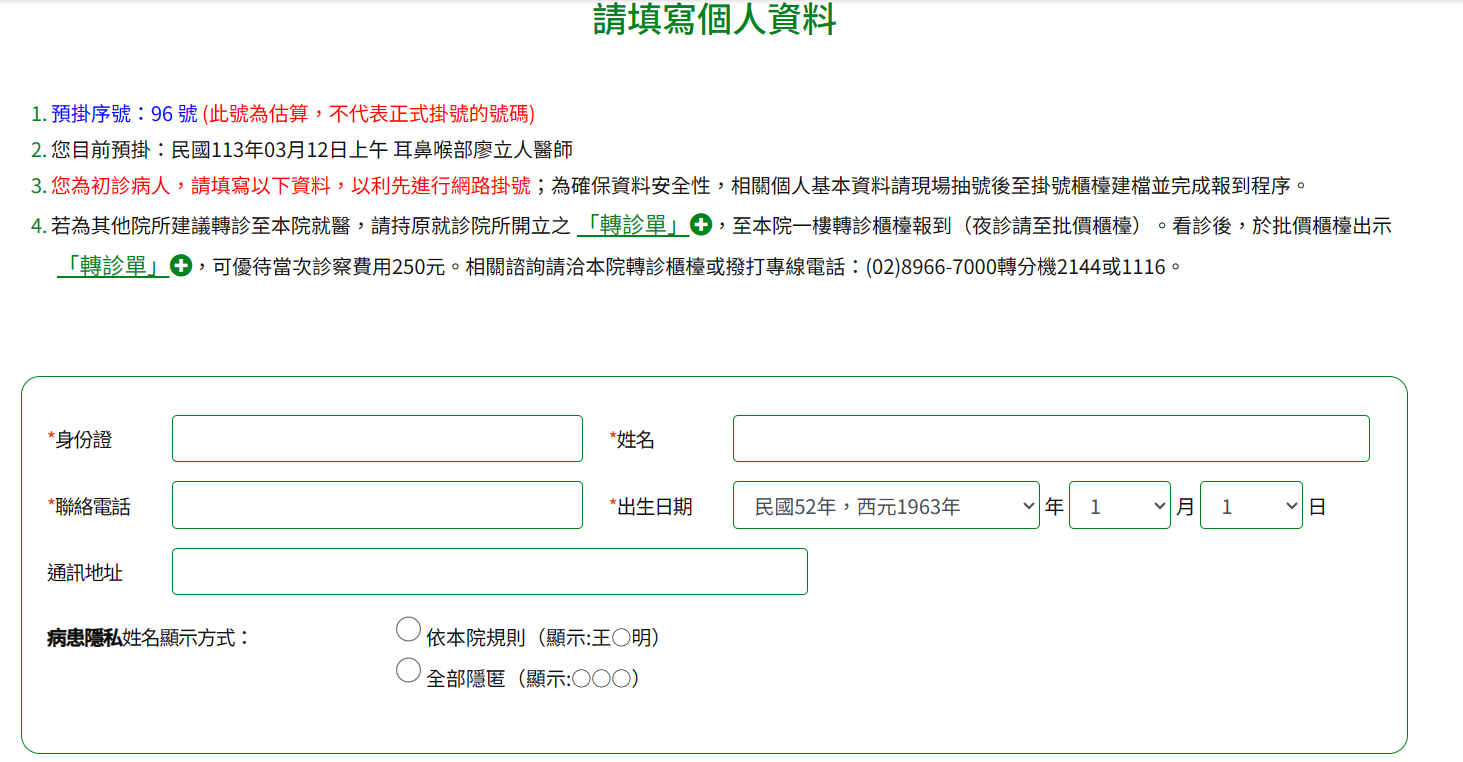 請填寫個人資料
1. 預掛序號：96 號 (此號為估算，不代表正式掛號的號碼)
2. 您目前預掛：民國113年03月12日上午 耳鼻喉部廖立人醫師
3. 您為初診病人，請填寫以下資料，以利先進行網路掛號；為確保資料安全性，相關個人基本資料請現場抽號後至掛號櫃檯建檔並完成報到程序。
4. 若為其他院所建議轉診至本院就醫，請持原就診院所開立之 「轉診單」，至本院一樓轉診櫃檯報到（夜診請至批價櫃檯）。看診後，於批價櫃檯出示
「轉診單」，可優待當次診察費用250元。相關諮詢請洽本院轉診櫃檯或撥打專線電話：(02)8966-7000轉分機2144或1116。
*身份證 *姓名
*聯絡電話 *出生日期 民國52年，西元1963年 年 1 月 1 日
通訊地址
病患隱私姓名顯示方式： 依本院規則（顯示:王〇明）
全部隱匿（顯示:〇〇〇）